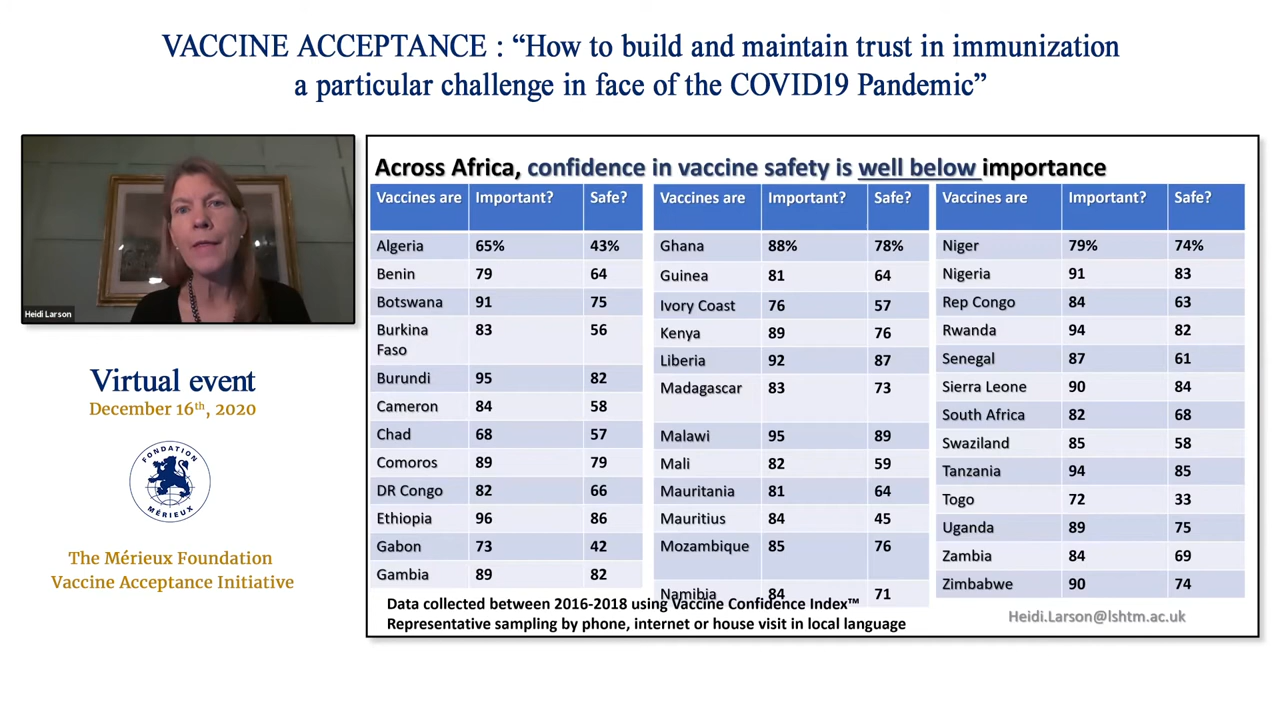 VACCINE ACCEPTANCE : “How to build and maintain trust in immunization
a particular challenge in face of the COVID19 Pandemic”
Heidi Larson
Virtual event
December 16th, 2020
FONDATION
MÉRIEUX
The Mérieux Foundation
Vaccine Acceptance Initiative
Across Africa, confidence in vaccine safety is well below importance
Vaccines are Important? Safe?
Algeria 65% 43%
Benin 79 64
Botswana 91 75
Burkina 83 56
Faso
Burundi 95 82
Cameron 84 58
Chad 68 57
Comoros 89 79
DR Congo 82 66
Ethiopia 96 86
Gabon 73 42
Gambia 89 82
Vaccines are Important? Safe?
Ghana 88% 78%
Guinea 81 64
Ivory Coast 76 57
Kenya 89 76
Liberia 92 87
Madagascar 83 73
Malawi 95 89
Mali 82 59
Mauritania 81 64
Mauritius 84 45
Mozambique 85 76
Namibia 84 71
Vaccines are Important? Safe?
Niger 79% 74%
Nigeria 91 83
Rep Congo 84 63
Rwanda 94 82
Senegal 87 61
Sierra Leone 90 84
South Africa 82 68
Swaziland 85 58
Tanzania 94 85
Togo 72 33
Uganda 89 75
Zambia 84 69
Zimbabwe 90 74
Data collected between 2016-2018 using Vaccine Confidence Index™
Representative sampling by phone, internet or house visit in local language
Heidi.Larson@lshtm.ac.uk